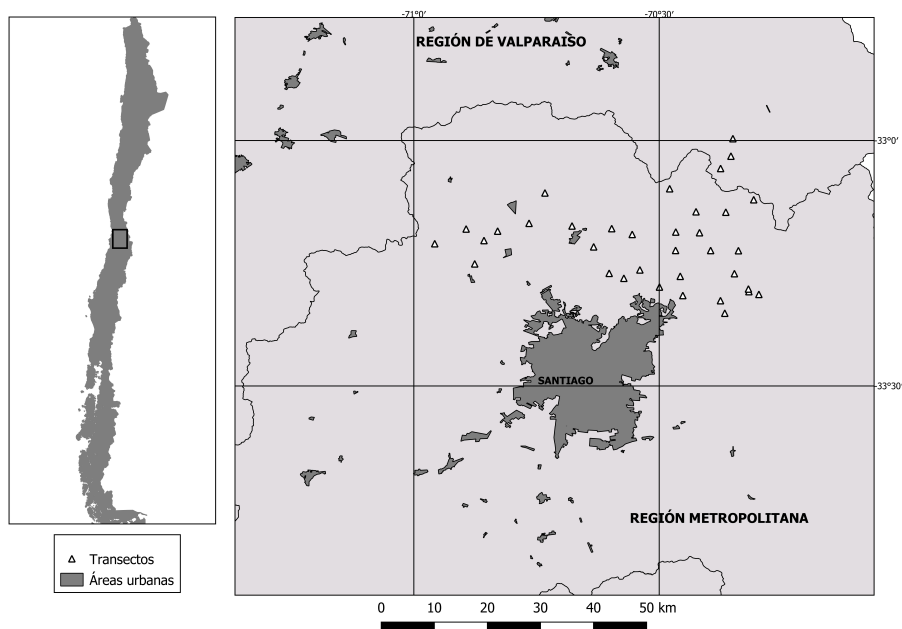 -71°0'
-70°30'
REGIÓN DE VALPARAÍSO
33°0'
SANTIAGO
33°30'
REGIÓN METROPOLITANA
Transectos
Áreas urbanas
0 10 20 30 40 50 km